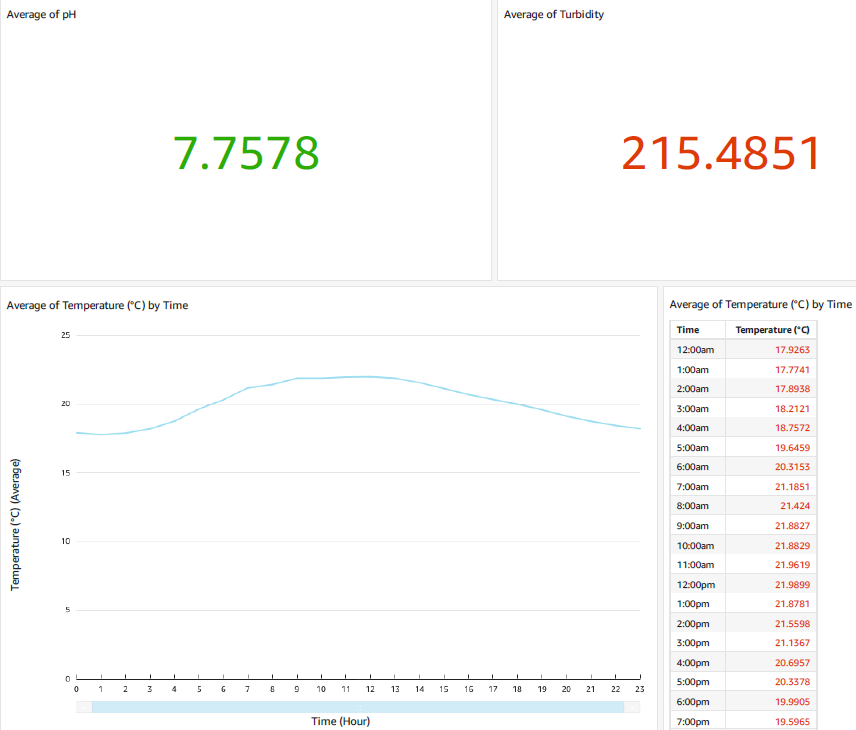 Average of pH
7.7578
Average of Turbidity
215.4851
Average of Temperature (°C) by Time
25
20
15
10
5
0
Temperature (°C) (Average)
0 1 2 3 4 5 6 7 8 9 10 11 12 13 14 15 16 17 18 19 20 21 22 23
Time (Hour)
Average of Temperature (°C) by Time
Time Temperature (°C)
12:00am 17.9263
1:00am 17.7741
2:00am 17.8938
3:00am 18.2121
4:00am 18.7572
5:00am 19.6459
6:00am 20.3153
7:00am 21.1851
8:00am 21.424
9:00am 21.8827
10:00am 21.8829
11:00am 21.9619
12:00pm 21.9899
1:00pm 21.8781
2:00pm 21.5598
3:00pm 21.1367
4:00pm 20.6957
5:00pm 20.3378
6:00pm 19.9905
7:00pm 19.5965